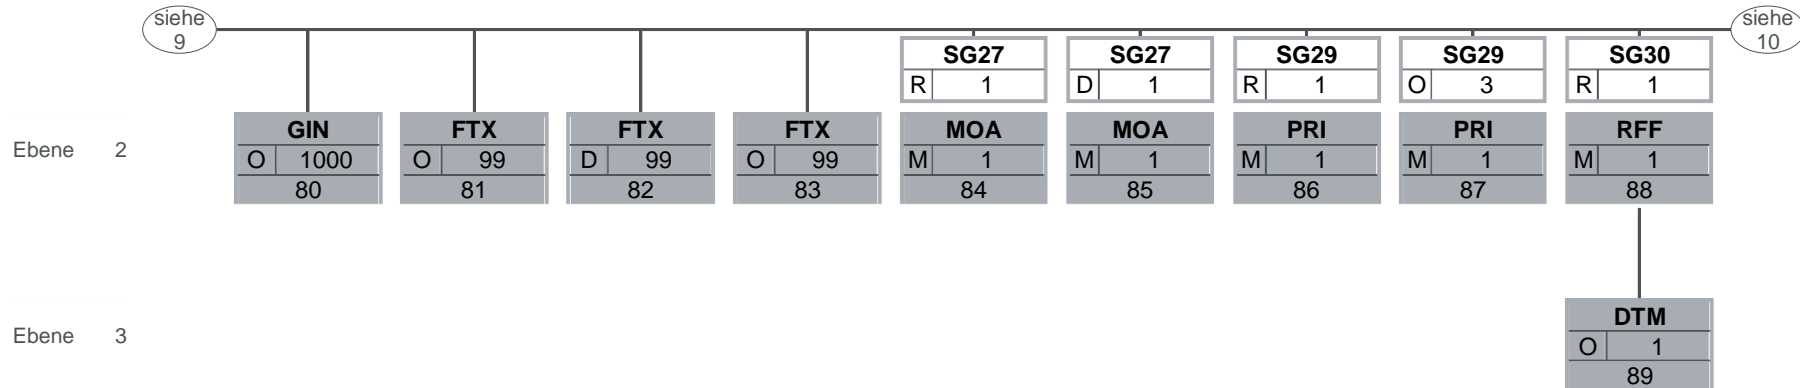 siehe
9
siehe
10
SG27 SG27 SG29 SG29 SG30
R 1 D 1 R 1 O 3 R 1
GIN FTX FTX FTX MOA MOA PRI PRI RFF
Ebene 2 O 1000 O 99 D 99 O 99 M 1 M 1 M 1 M 1 M 1
80 81 82 83 84 85 86 87 88
DTM
Ebene 3 O 1
89